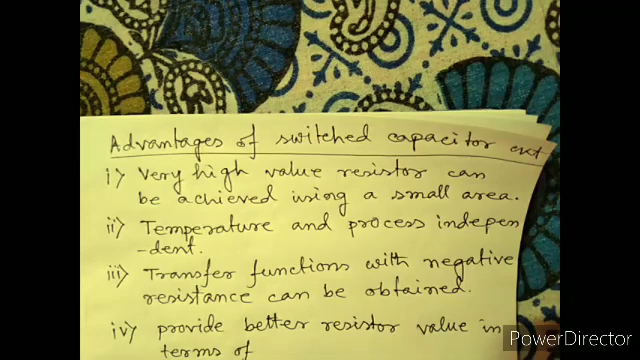 Advantages of switched capacitor ckt
i) Very high value resistor can
be achieved using a small area.
ii) Temperature and process indepen
-dent.
iii) Transfer functions with negative
resistance can be obtained.
iv) provide better resistor value in
terms of
PowerDirector